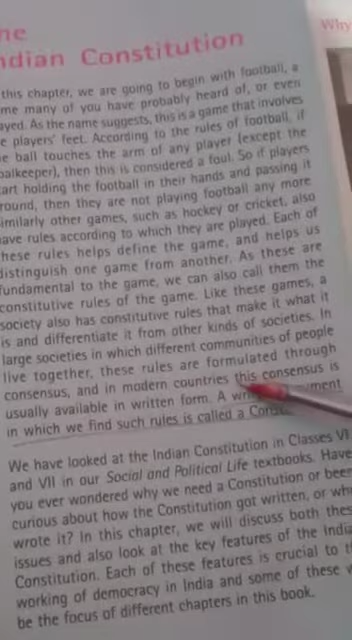 ndian Constitution
Why
this chapter, we are going to begin with football, a
me many of you have probably heard of, or even
ayed. As the name suggests, this is a game that involves
e players' feet. According to the rules of football, if
e ball touches the arm of any player (except the
oalkeeper), then this is considered a foul. So if players
art holding the football in their hands and passing it
round, then they are not playing football any more
imilarly other games, such as hockey or cricket, also
ave rules according to which they are played. Each of
hese rules helps define the game, and helps us
distinguish one game from another. As these are
fundamental to the game, we can also call them the
constitutive rules of the game. Like these games, a
society also has constitutive rules that make it what it
is and differentiate it from other kinds of societies. In
large societies in which different communities of people
live together, these rules are formulated through
consensus, and in modern countries this consensus is
usually available in written form. A
in which we find such rules is called a
We have looked at the Indian Constitution in Classes VI
and VII in our Social and Political Life textbooks. Have
you ever wondered why we need a Constitution or been
curious about how the Constitution got written, or wh
wrote it? In this chapter, we will discuss both thes
issues and also look at the key features of the India
Constitution. Each of these features is crucial to t
working of democracy in India and some of these
be the focus of different chapters in this book.